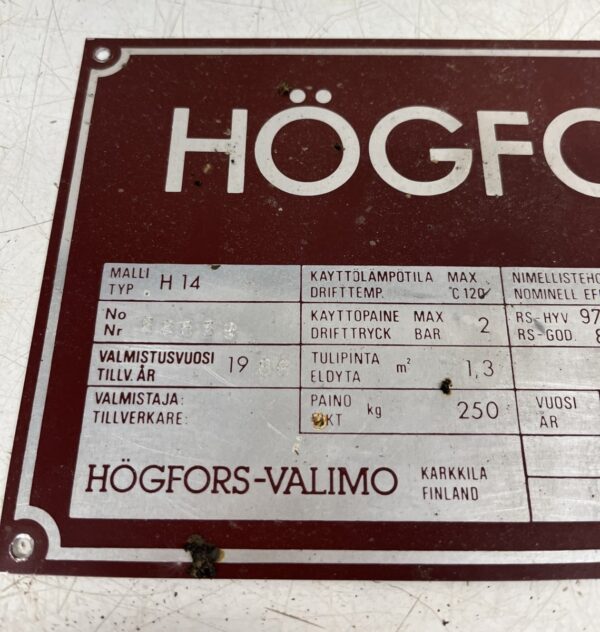 HÖGFO
MALLI
TYP H 14
KAYTTÖLÄMPÖTILA MAX
DRIFTTEMP. °C 120
NIMELLISTEHO
NOMINELL EF
No
Nr
KAYTTOPAINE MAX
DRIFTTRYCK BAR 2
RS-HYV 97
RS-GOD. 8
VALMISTUSVUOSI
TILLV. ÅR 19
TULIPINTA
ELDYTA m² 1,3
VALMISTAJA:
TILLVERKARE:
PAINO
kg 250
VUOSI
ÅR
HÖGFORS-VALIMO
KARKKILA
FINLAND